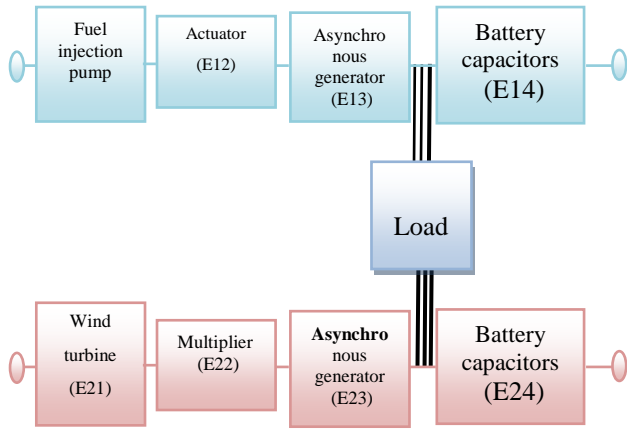 Fuel
injection
pump
Actuator
(E12)
Asynchro
nous
generator
(E13)
Battery
capacitors
(E14)
Load
Wind
turbine
(E21)
Multiplier
(E22)
Asynchro
nous
generator
(E23)
Battery
capacitors
(E24)